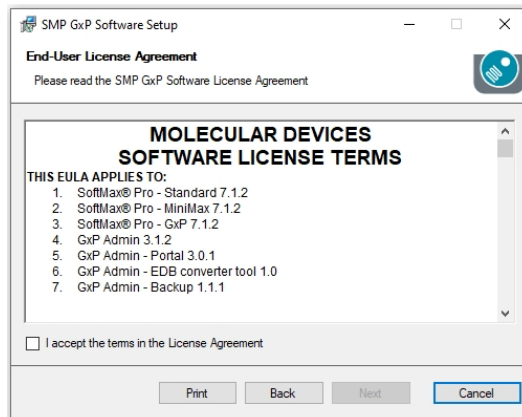 SMP GxP Software Setup
End-User License Agreement
Please read the SMP GxP Software License Agreement
MOLECULAR DEVICES
SOFTWARE LICENSE TERMS
THIS EULA APPLIES TO:
1. SoftMax® Pro - Standard 7.1.2
2. SoftMax® Pro - MiniMax 7.1.2
3. SoftMax® Pro - GxP 7.1.2
4. GxP Admin 3.1.2
5. GxP Admin - Portal 3.0.1
6. GxP Admin - EDB converter tool 1.0
7. GxP Admin - Backup 1.1.1
I accept the terms in the License Agreement
Print Back Next Cancel